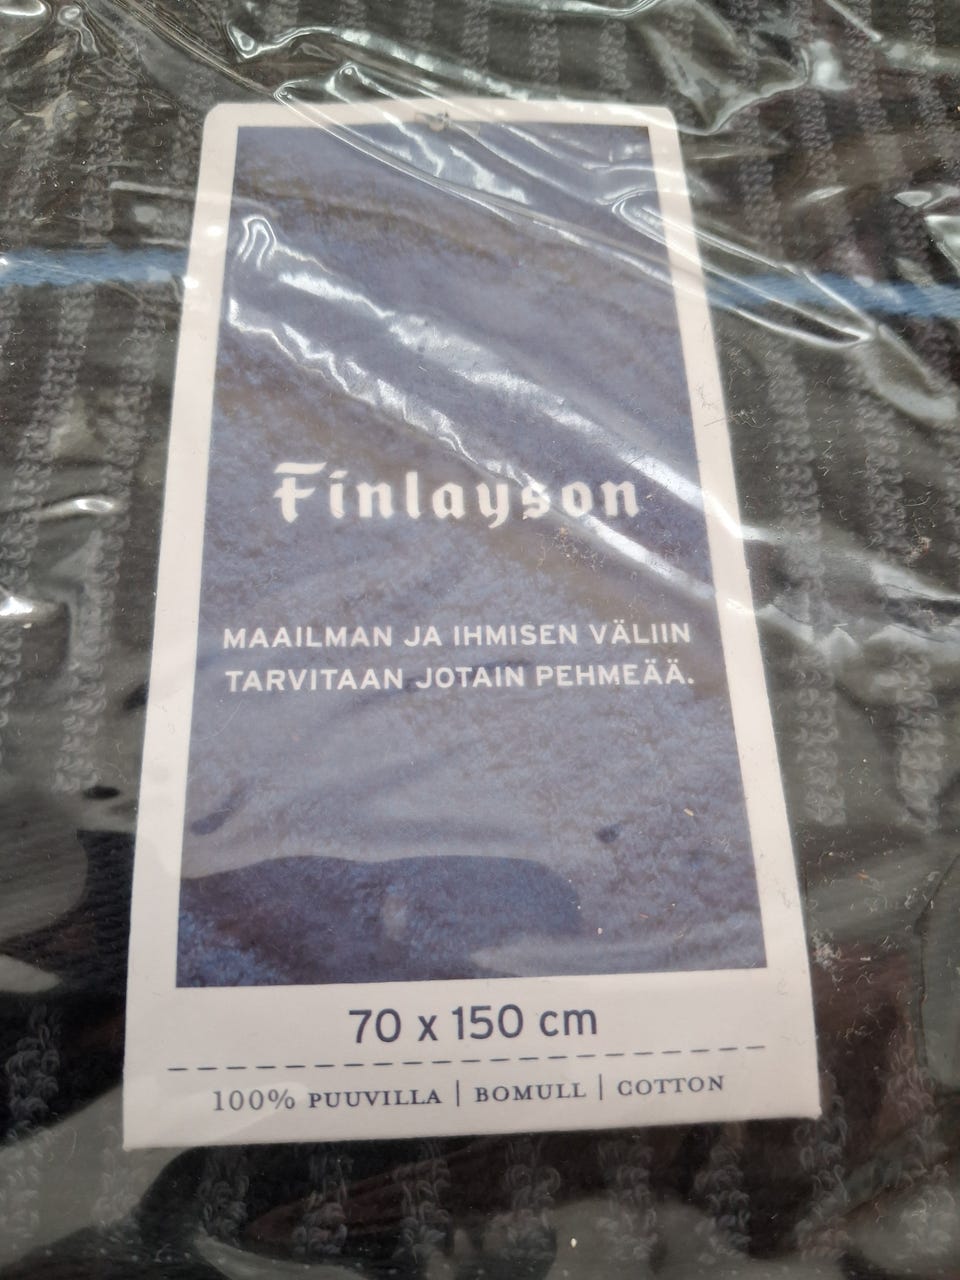 Finlayson
MAAILMAN JA IHMISEN VÄLIIN
TARVITAAN JOTAIN PEHMEÄÄ.
70 x 150 cm
100% PUUVILLA | BOMULL | COTTON